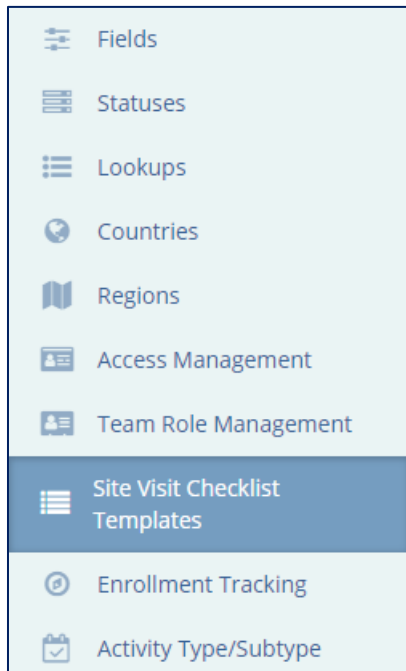 Fields
Statuses
Lookups
Countries
Regions
Access Management
Team Role Management
Site Visit Checklist
Templates
Enrollment Tracking
Activity Type/Subtype